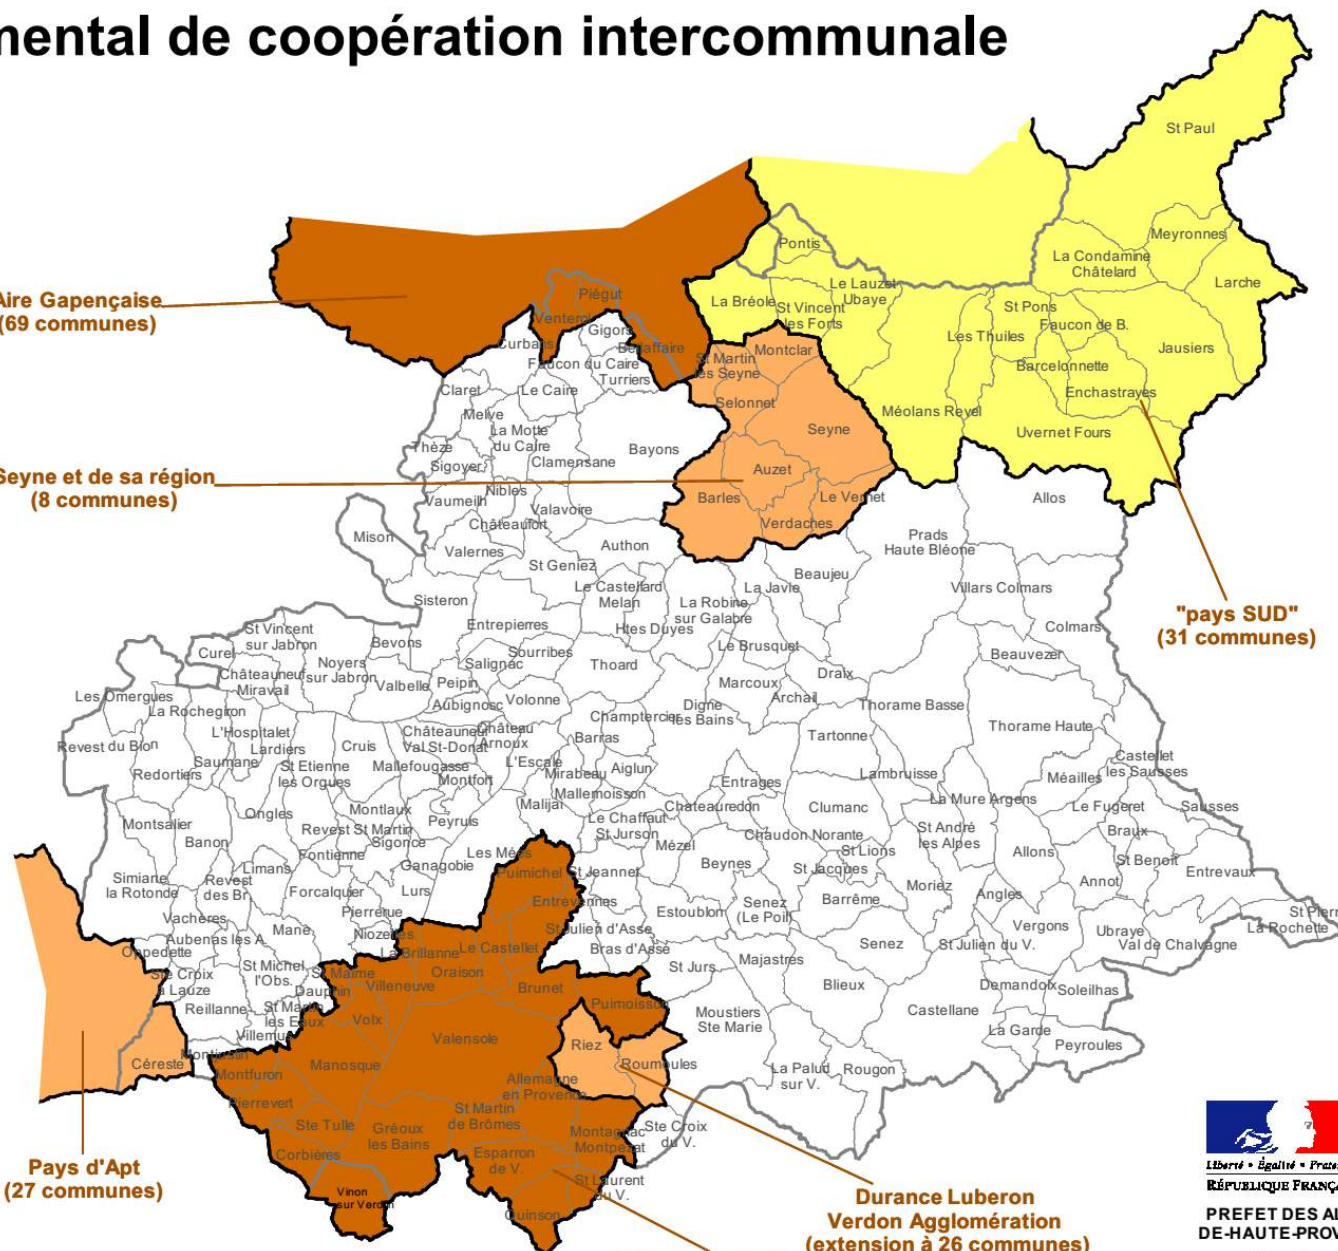 mental de coopération intercommunale
St Paul
Pontis
Meyronnes
La Condamine
Châtelard
Larche
Aire Gapençaise
(69 communes)
Piégut
Venterol
Gigors
Bellaffaire
Curbans
Faucon du Caire
Turriers
La Bréole
St Vincent
les Forts
Le Lauzet
Ubaye
St Pons
Faucon de B.
Les Thuiles
Jausiers
Barcelonnette
Enchastrayes
Méolans Revel
Uvernet Fours
St Martin
les Seyne
Montclar
Selonnet
Seyne
Auzet
Barles
Le Vernet
Verdaches
Claret
Le Caire
Melve
La Motte
du Caire
Thèze
Sigoyer
Clamensane
Bayons
Seyne et de sa région
(8 communes)
Vaumeilh
Nibles
Valavoire
Châteaufort
Mison
Valernes
Authon
St Geniez
Allos
Prads
Haute Bléone
Beaujeu
La Javie
Villars Colmars
Le Castellard
Melan
Sisteron
La Robine
sur Galabre
Entrepierres
Htes Duyes
Colmars
"pays SUD"
(31 communes)
St Vincent
sur Jabron
Curel
Bevons
Noyers
sur Jabron
Sourribes
Salignac
Thoard
Le Brusquet
Beauvezer
Châteauneuf
Miravail
Valbelle
Peipin
Marcoux
Draix
Archail
Les Omergues
La Rochegiron
Aubignosc
Volonne
Champtercier
Digne
les Bains
Thorame Basse
Thorame Haute
Revest du Bion
L'Hospitalet
Lardiers
Saumane
Cruis
Châteauneuf
Val St-Donat
Château
Arnoux
Barras
Tartonne
Redortiers
St Etienne
les Orgues
Mallefougasse
Montfort
L'Escale
Mirabeau
Aiglun
Mallemoisson
Entrages
Lambruisse
Castellet
les Sausses
Méailles
Malijai
Chateauredon
Clumanc
La Mure Argens
Le Fugeret
Sausses
Montsalier
Ongles
Montlaux
Peyruis
Le Chaffaut
St Jurson
Banon
Revest St Martin
Sigonce
Fontienne
Mézel
Chaudon Norante
St Lions
St André
les Alpes
Braux
Allons
St Benoit
Entrevaux
Simiane
la Rotonde
Revest
des Br.
Limans
Ganagobie
Les Mées
Puimichel
St Jeannet
Beynes
St Jacques
Barrême
Moriez
Angles
Annot
Forcalquier
Lurs
Entrevennes
Estoublon
Senez
(Le Poil)
Vachères
Pierrerue
Mane
Niozelles
St Julien d'Asse
Vergons
St Pierre
La Rochette
Aubenas les A.
Oppedette
La Brillanne
Le Castellet
Bras d'Asse
Senez
St Julien du V.
Ubraye
Val de Chalvagne
Ste Croix
à Lauze
St Michel
l'Obs.
St Maime
Dauphin
Villeneuve
Oraison
Brunet
St Jurs
Majastres
Blieux
Demandolx
Soleilhas
Reillanne
St Martin
les Eaux
Villemus
Volx
Puimoisson
Moustiers
Ste Marie
Castellane
La Garde
Peyroules
Valensole
Riez
Roumoules
Céreste
Montjustin
Montfuron
Manosque
La Palud
sur V.
Rougon
Pierrevert
Allemagne
en Provence
Ste Tulle
Gréoux
les Bains
St Martin
de Brômes
Montagnac
Montpezat
Ste Croix
du V.
Corbières
Esparron
de V.
St Laurent
du V.
Quinson
Vinon
sur Verdon
Pays d'Apt
(27 communes)
Durance Luberon
Verdon Agglomération
(extension à 26 communes)
Liberté • Égalité • Frate
RÉPUBLIQUE FRANÇA
PREFET DES AL
DE-HAUTE-PROV